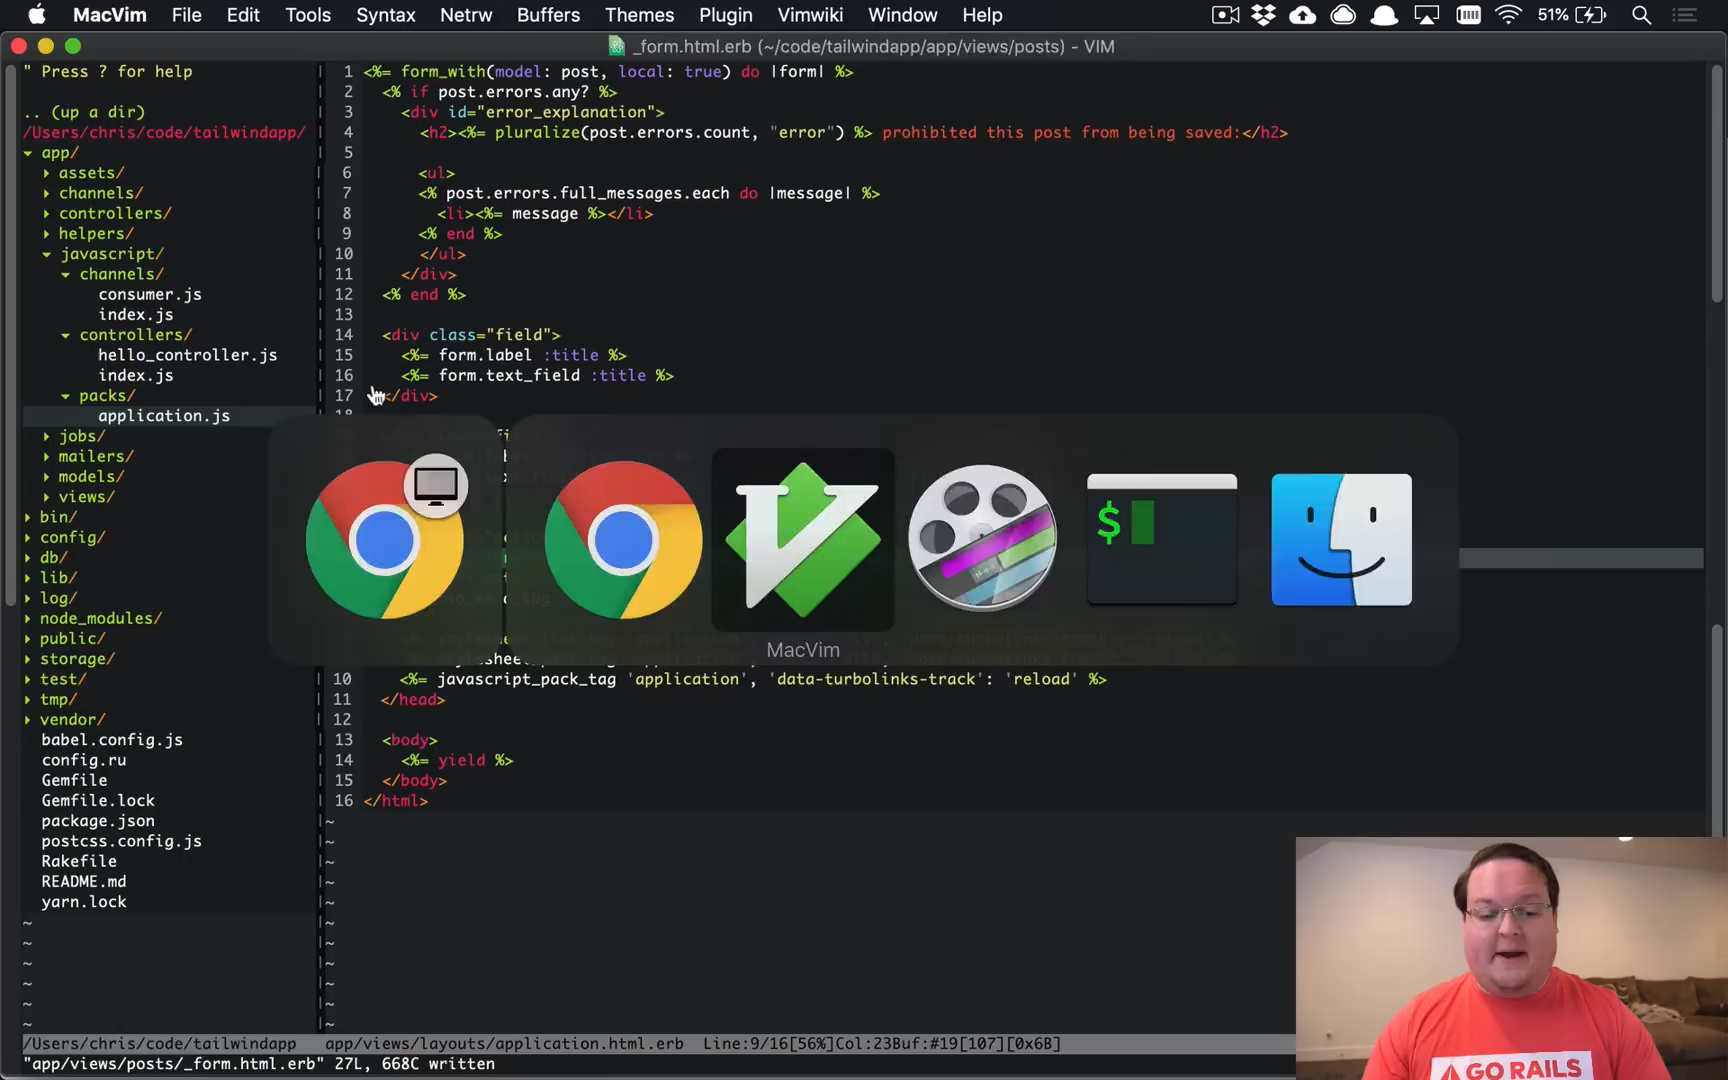 MacVim File Edit Tools Syntax Netrw Buffers Themes Plugin Vimwiki Window Help 51%
_form.html.erb (~/code/tailwindapp/app/views/posts) - VIM
" Press ? for help
.. (up a dir)
/Users/chris/code/tailwindapp/
app/
assets/
channels/
controllers/
helpers/
javascript/
channels/
consumer.js
index.js
controllers/
hello_controller.js
index.js
packs/
application.js
jobs/
mailers/
models/
views/
bin/
config/
db/
lib/
log/
node_modules/
public/
storage/
test/
tmp/
vendor/
babel.config.js
config.ru
Gemfile
Gemfile.lock
package.json
postcss.config.js
Rakefile
README.md
yarn.lock
~
~
~
~
~
~
1 <%= form_with(model: post, local: true) do |form| %>
2 <% if post.errors.any? %>
3 <div id="error_explanation">
4 <h2><%= pluralize(post.errors.count, "error") %> prohibited this post from being saved:</h2>
5
6 <ul>
7 <% post.errors.full_messages.each do |message| %>
8 <li><%= message %></li>
9 <% end %>
10 </ul>
11 </div>
12 <% end %>
13
14 <div class="field">
15 <%= form.label :title %>
16 <%= form.text_field :title %>
17 </div>
$
MacVim
10 <%= javascript_pack_tag 'application', 'data-turbolinks-track': 'reload' %>
11 </head>
12
13 <body>
14 <%= yield %>
15 </body>
16 </html>
~
~
~
~
~
~
~
~
~
~
~
/Users/chris/code/tailwindapp app/views/layouts/application.html.erb Line:9/16[56%]Col:23Buf:#19[107][0x6B]
"app/views/posts/_form.html.erb" 27L, 668C written
GO RAILS